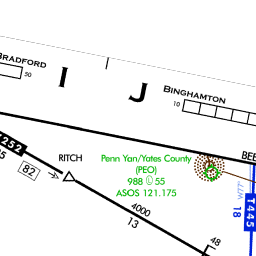 BRADFORD
50
I J
BINGHAMTON
10
V252
82
RITCH
Penn Yan/Yates County
(PEO)
988 Ⓛ 55
ASOS 121.175
4000
13
48
T445
18